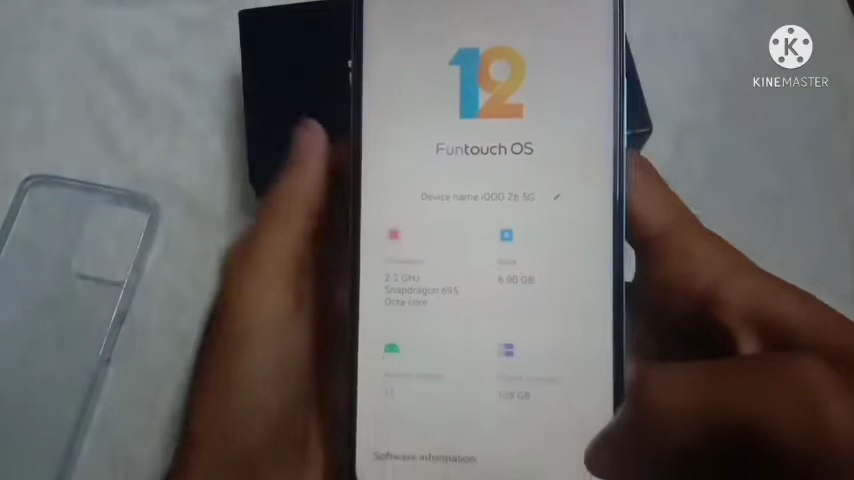 K
KINEMASTER
12
Funtouch OS
Device name iQOO Z6 5G
6.00 GB
2.2 GHz
Snapdragon 695
Octa-core
128 GB
Software information